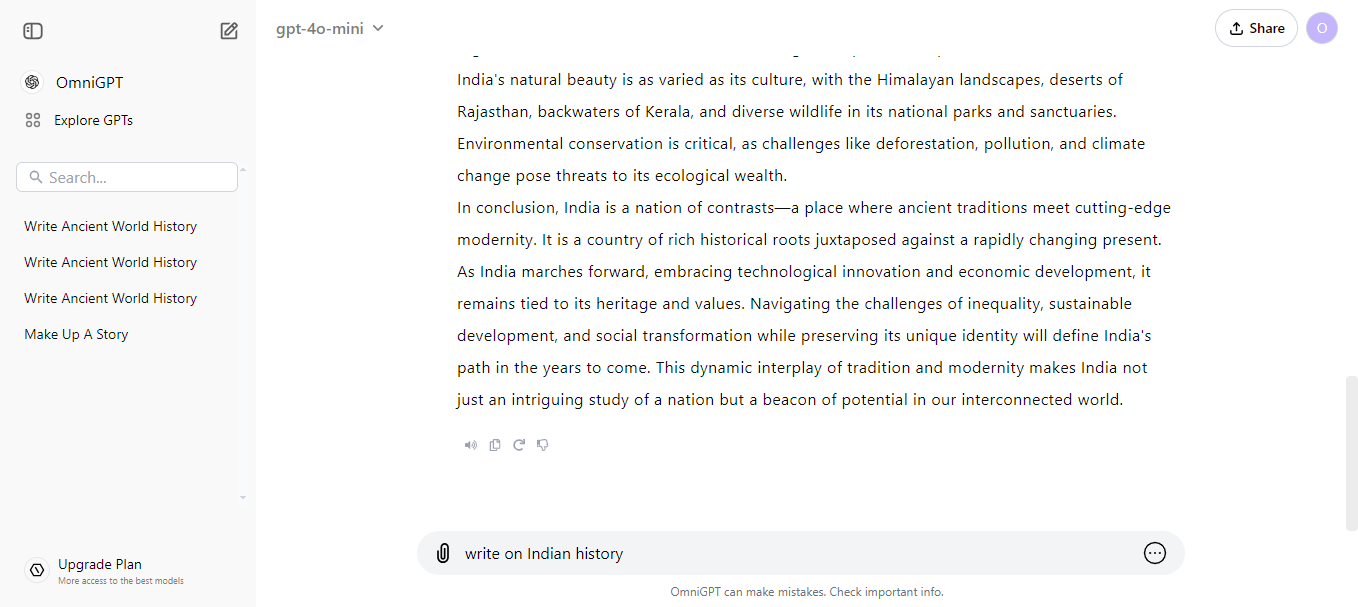 gpt-4o-mini
Share
O
OmniGPT
Explore GPTs
Search...
Write Ancient World History
Write Ancient World History
Write Ancient World History
Make Up A Story
Upgrade Plan
More access to the best models
India's natural beauty is as varied as its culture, with the Himalayan landscapes, deserts of
Rajasthan, backwaters of Kerala, and diverse wildlife in its national parks and sanctuaries.
Environmental conservation is critical, as challenges like deforestation, pollution, and climate
change pose threats to its ecological wealth.
In conclusion, India is a nation of contrasts—a place where ancient traditions meet cutting-edge
modernity. It is a country of rich historical roots juxtaposed against a rapidly changing present.
As India marches forward, embracing technological innovation and economic development, it
remains tied to its heritage and values. Navigating the challenges of inequality, sustainable
development, and social transformation while preserving its unique identity will define India's
path in the years to come. This dynamic interplay of tradition and modernity makes India not
just an intriguing study of a nation but a beacon of potential in our interconnected world.
write on Indian history
OmniGPT can make mistakes. Check important info.